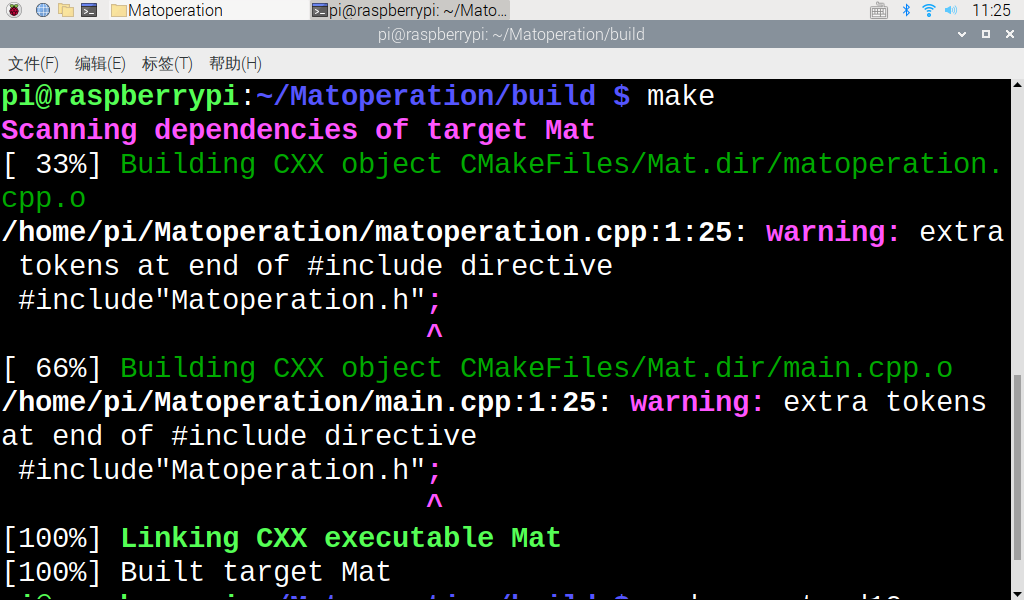 Matoperation
pi@raspberrypi: ~/Mato...
11:25
pi@raspberrypi: ~/Matoperation/build
文件(F) 编辑(E) 标签(T) 帮助(H)
pi@raspberrypi:~/Matoperation/build $ make
Scanning dependencies of target Mat
[ 33%] Building CXX object CMakeFiles/Mat.dir/matoperation.
cpp.o
/home/pi/Matoperation/matoperation.cpp:1:25: warning: extra
tokens at end of #include directive
#include"Matoperation.h";
^
[ 66%] Building CXX object CMakeFiles/Mat.dir/main.cpp.o
/home/pi/Matoperation/main.cpp:1:25: warning: extra tokens
at end of #include directive
#include"Matoperation.h";
^
[100%] Linking CXX executable Mat
[100%] Built target Mat